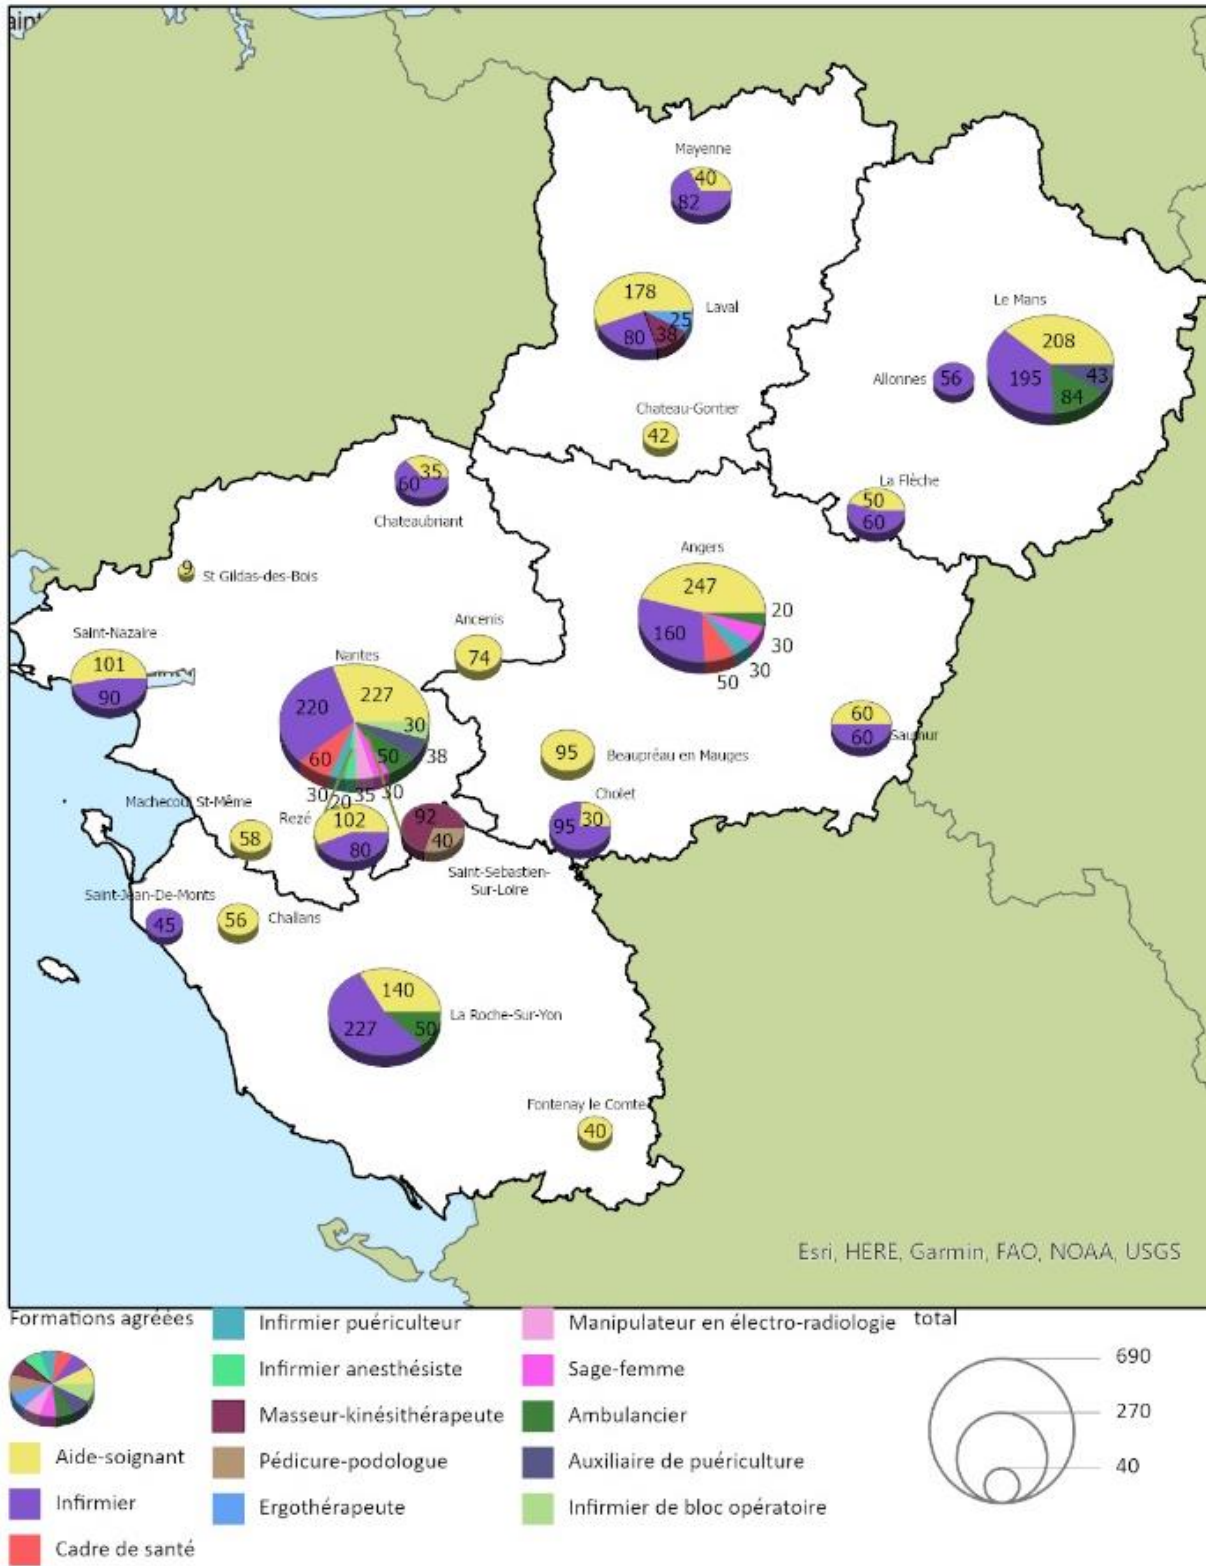 aint
Mayenne
40
82
178
Laval
25
80
38
Le Mans
208
Allonnes
56
195
43
84
Chateau-Gontier
42
35
60
Chateaubriant
La Flèche
50
60
9
St Gildas-des-Bois
Angers
247
20
160
30
30
50
Ancenis
74
Saint-Nazaire
101
90
Nantes
227
220
30
60
50
38
30
20
35
30
60
60
Saumur
95
Beaupréau en Mauges
Cholet
95
30
Machecoul St-Même
58
Rezé
102
80
92
40
Saint-Sebastien-
Sur-Loire
Saint-Jean-De-Monts
45
56
Challans
140
227
50
La Roche-Sur-Yon
Fontenay le Comte
40
Esri, HERE, Garmin, FAO, NOAA, USGS
Formations agréées
Aide-soignant
Infirmier
Cadre de santé
Infirmier puériculteur
Infirmier anesthésiste
Masseur-kinésithérapeute
Pédicure-podologue
Ergothérapeute
Manipulateur en électro-radiologie
Sage-femme
Ambulancier
Auxiliaire de puériculture
Infirmier de bloc opératoire
total
690
270
40